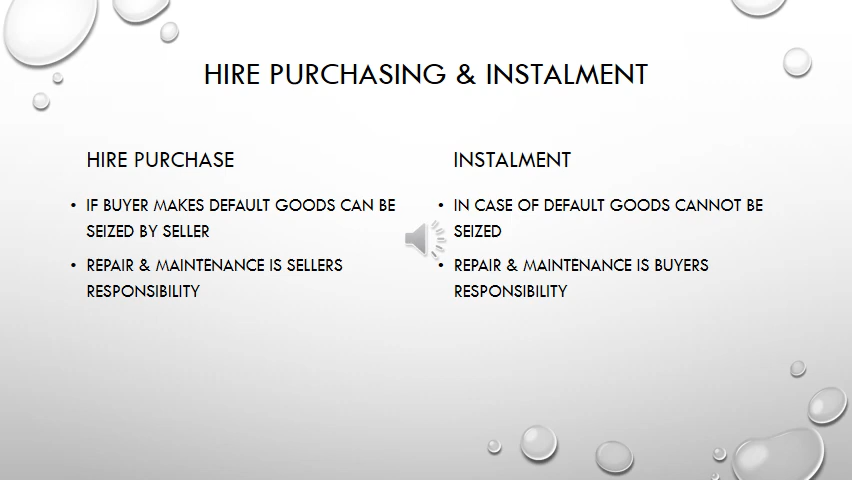 HIRE PURCHASING & INSTALMENT
HIRE PURCHASE
• IF BUYER MAKES DEFAULT GOODS CAN BE
SEIZED BY SELLER
• REPAIR & MAINTENANCE IS SELLERS
RESPONSIBILITY
INSTALMENT
• IN CASE OF DEFAULT GOODS CANNOT BE
SEIZED
• REPAIR & MAINTENANCE IS BUYERS
RESPONSIBILITY